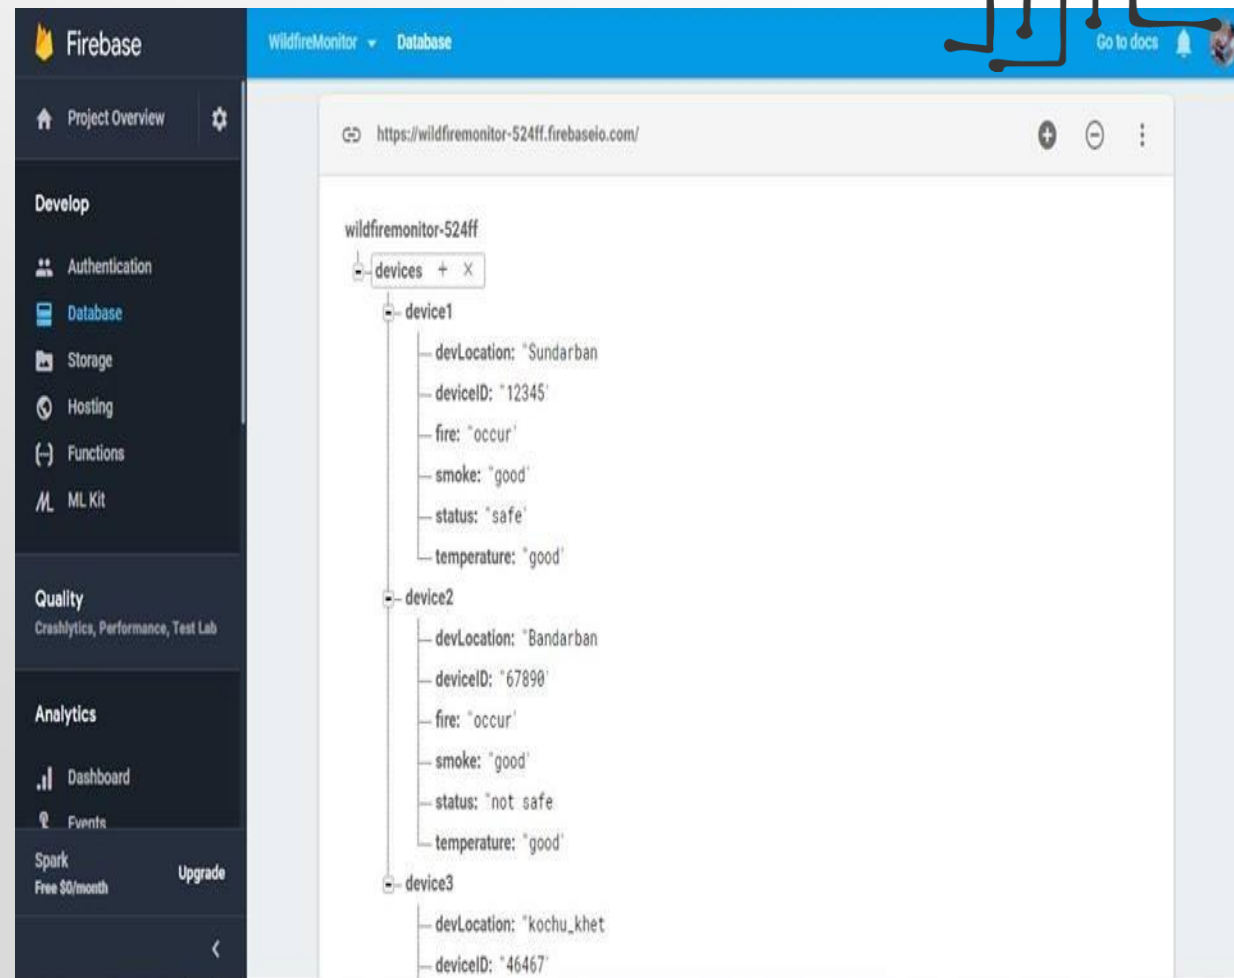 Firebase
WildfireMonitor Database
Go to docs
Project Overview
https://wildfiremonitor-524ff.firebaseio.com/
Develop
Authentication
Database
Storage
Hosting
Functions
ML Kit
Quality
Crashlytics, Performance, Test Lab
Analytics
Dashboard
Events
Spark
Free $0/month
Upgrade
wildfiremonitor-524ff
devices + ×
device1
devLocation: "Sundarban
deviceID: "12345"
fire: "occur"
smoke: "good"
status: "safe"
temperature: "good"
device2
devLocation: "Bandarban
deviceID: "67890"
fire: "occur"
smoke: "good"
status: "not safe
temperature: "good"
device3
devLocation: "kochu_khet
deviceID: "46467"